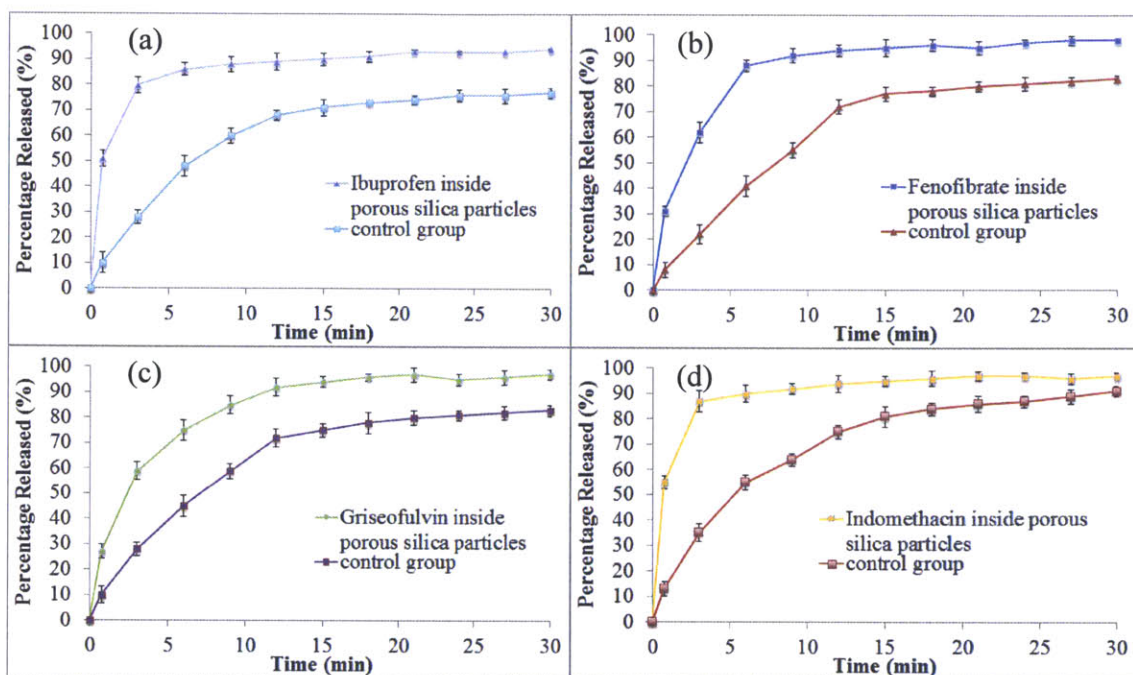 (a)
Percentage Released (%)
100
90
80
70
60
50
40
30
20
10
0
Ibuprofen inside
porous silica particles
control group
0 5 10 15 20 25 30
Time (min)
(b)
Percentage Released (%)
100
90
80
70
60
50
40
30
20
10
0
Fenofibrate inside
porous silica particles
control group
0 5 10 15 20 25 30
Time (min)
(c)
Percentage Released (%)
100
90
80
70
60
50
40
30
20
10
0
Griseofulvin inside
porous silica particles
control group
0 5 10 15 20 25 30
Time (min)
(d)
Percentage Released (%)
100
90
80
70
60
50
40
30
20
10
0
Indomethacin inside porous
silica particles
control group
0 5 10 15 20 25 30
Time (min)